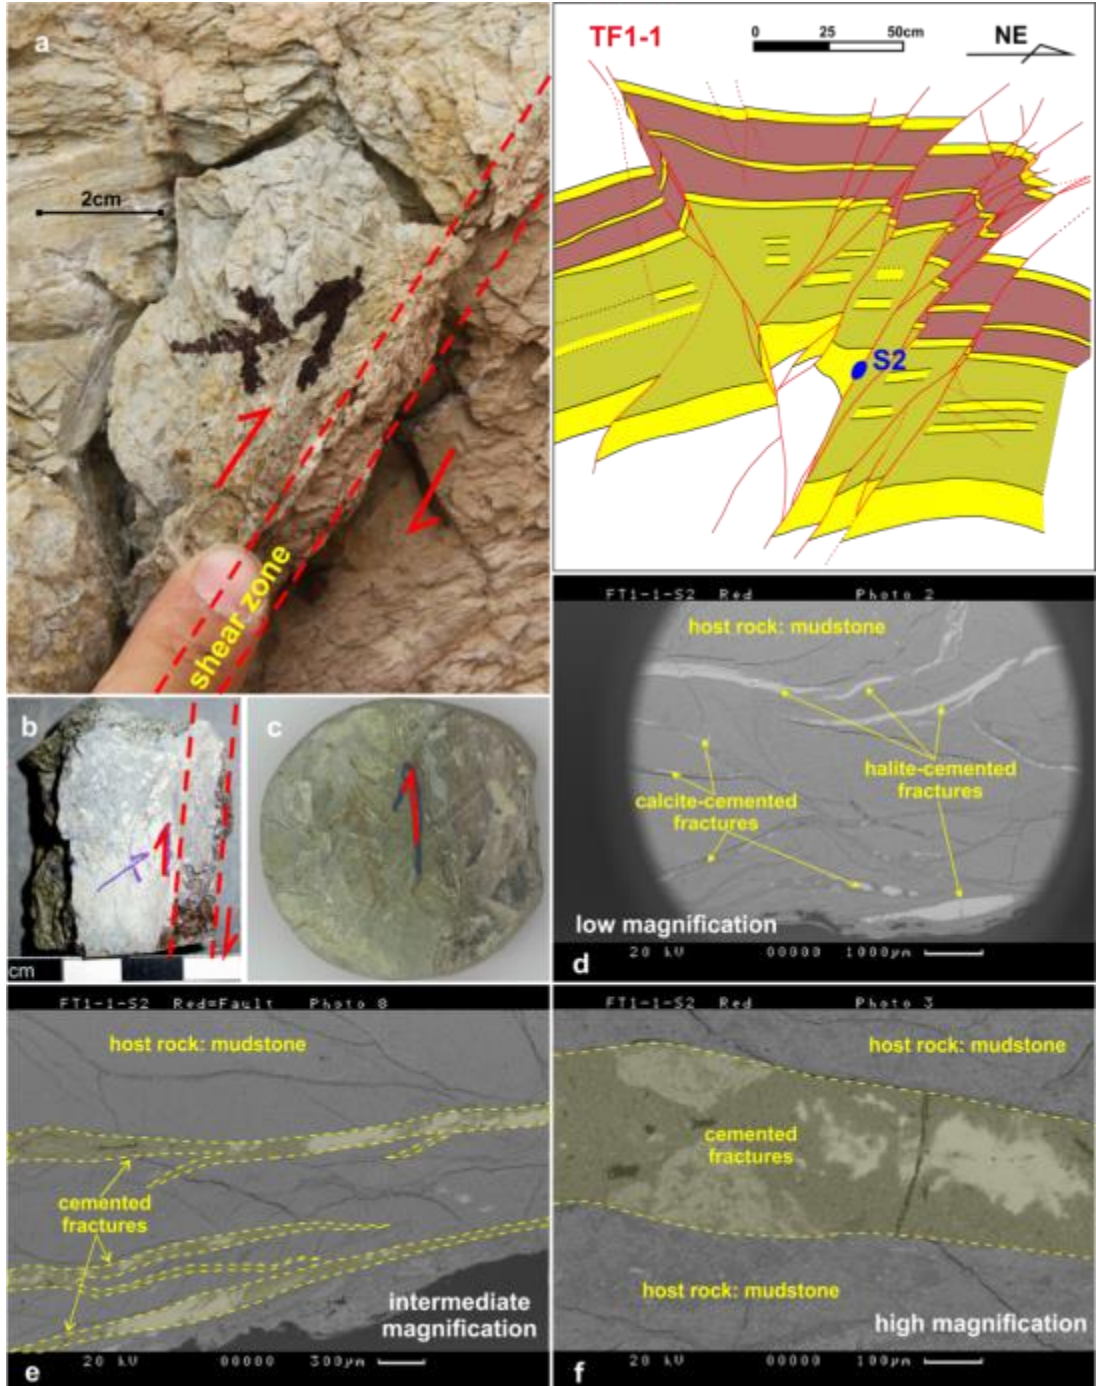 a
2cm
shear zone
TF1-1
0 25 50cm
NE
S2
b
cm
c
FT1-1-S2 Red Photo 2
host rock: mudstone
halite-cemented
fractures
calcite-cemented
fractures
low magnification
20 kV 00000 1000µm
d
FT1-1-S2 Red=Fault Photo 8
host rock: mudstone
cemented
fractures
intermediate
magnification
20 kV 00000 300µm
e
FT1-1-S2 Red Photo 3
host rock: mudstone
cemented
fractures
host rock: mudstone
high magnification
20 kV 00000 100µm
f